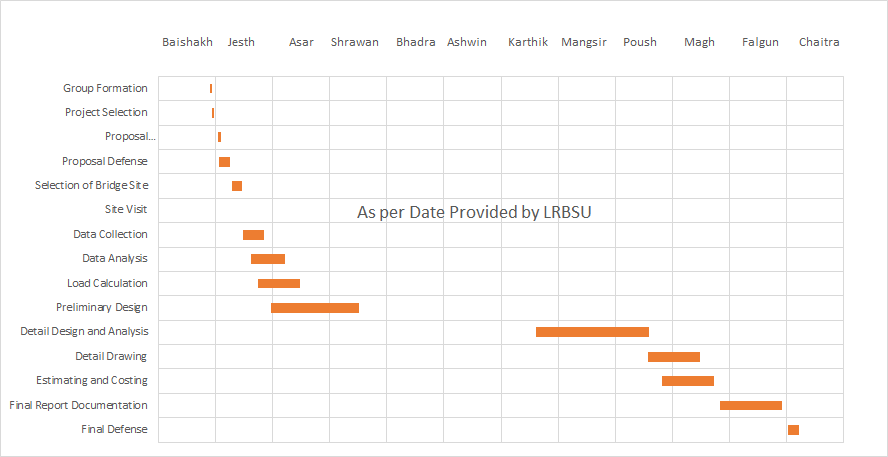 Baishakh Jesth Asar Shrawan Bhadra Ashwin Karthik Mangsir Poush Magh Falgun Chaitra
Group Formation
Project Selection
Proposal...
Proposal Defense
Selection of Bridge Site
Site Visit
As per Date Provided by LRBSU
Data Collection
Data Analysis
Load Calculation
Preliminary Design
Detail Design and Analysis
Detail Drawing
Estimating and Costing
Final Report Documentation
Final Defense